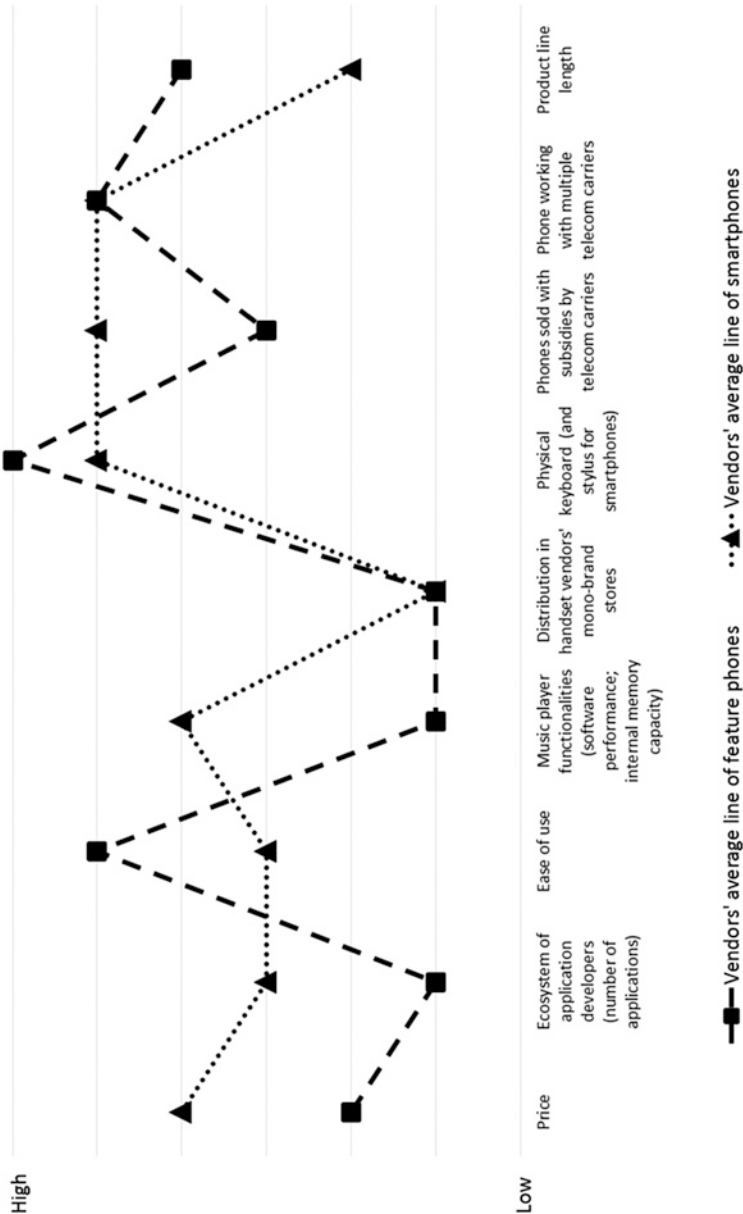 High
Low
Price
Ecosystem of
application
developers
(number of
applications)
Ease of use
Music player
functionalities
(software
performance;
internal memory
capacity)
Distribution in
handset vendors'
mono-brand
stores
Physical
keyboard (and
stylus for
smartphones)
Phones sold with
subsidies by
telecom carriers
Phone working
with multiple
telecom carriers
Product line
length
Vendors' average line of feature phones
Vendors' average line of smartphones